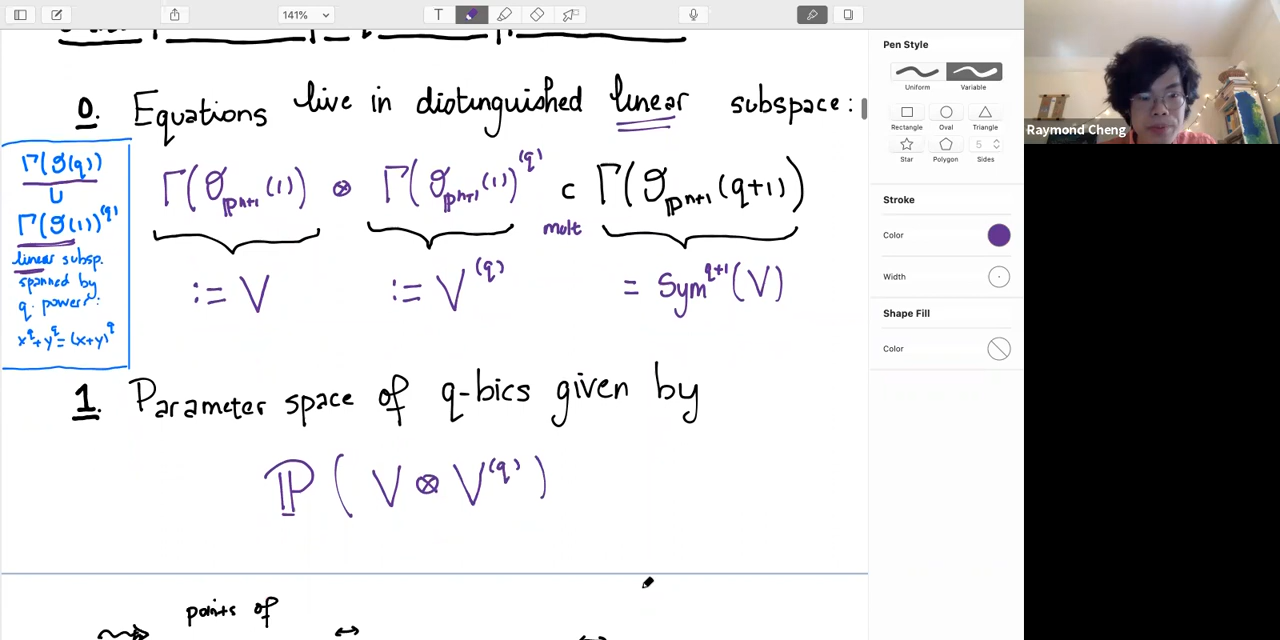 141%
T
Pen Style
Uniform
Variable
Rectangle
Oval
Triangle
Star
Polygon
Sides
5
Stroke
Color
Width
Shape Fill
Color
Raymond Cheng
0. Equations live in distinguished linear subspace:
Γ(O(q))
∪
Γ(O(1))^(q)
linear subsp.
spanned by
q. powers:
x^q + y^q = (x+y)^q
Γ(O_ℙ^n+1(1)) ⊗ Γ(O_ℙ^n+1(1))^(q) ⊂ Γ(O_ℙ^n+1(q+1))
mult
:= V := V^(q) = Sym^q+1(V)
1. Parameter space of q-bics given by
ℙ(V ⊗ V^(q))
points of
↔ ↔